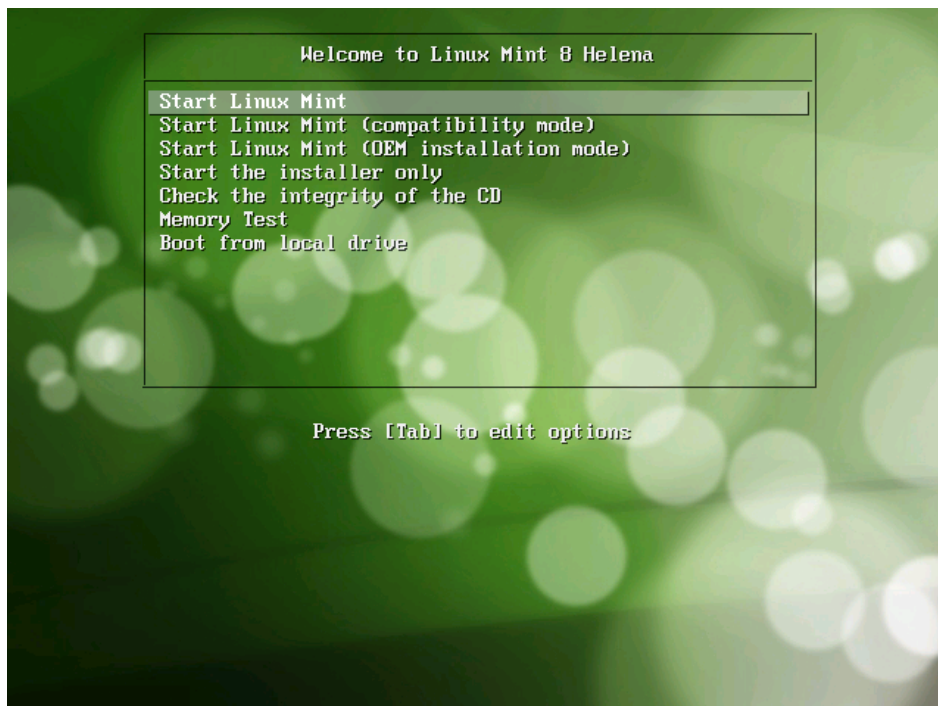 Welcome to Linux Mint 8 Helena
Start Linux Mint
Start Linux Mint (compatibility mode)
Start Linux Mint (OEM installation mode)
Start the installer only
Check the integrity of the CD
Memory Test
Boot from local drive
Press [Tab] to edit options